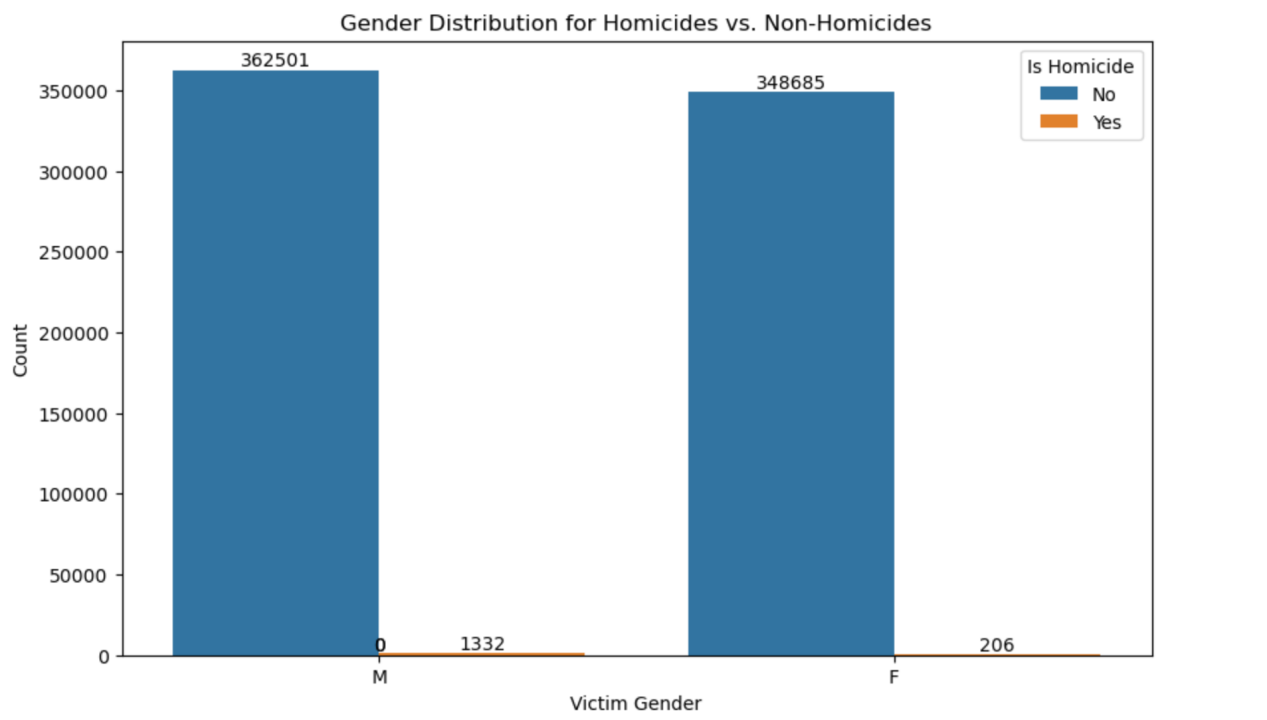 Gender Distribution for Homicides vs. Non-Homicides
362501
348685
Is Homicide
No
Yes
350000
300000
250000
200000
150000
100000
50000
0
Count
0
1332
206
M
F
Victim Gender